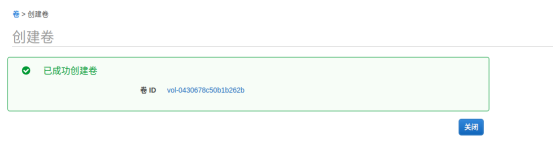 卷 > 创建卷
创建卷
已成功创建卷
卷 ID vol-0430678c50b1b262b
关闭